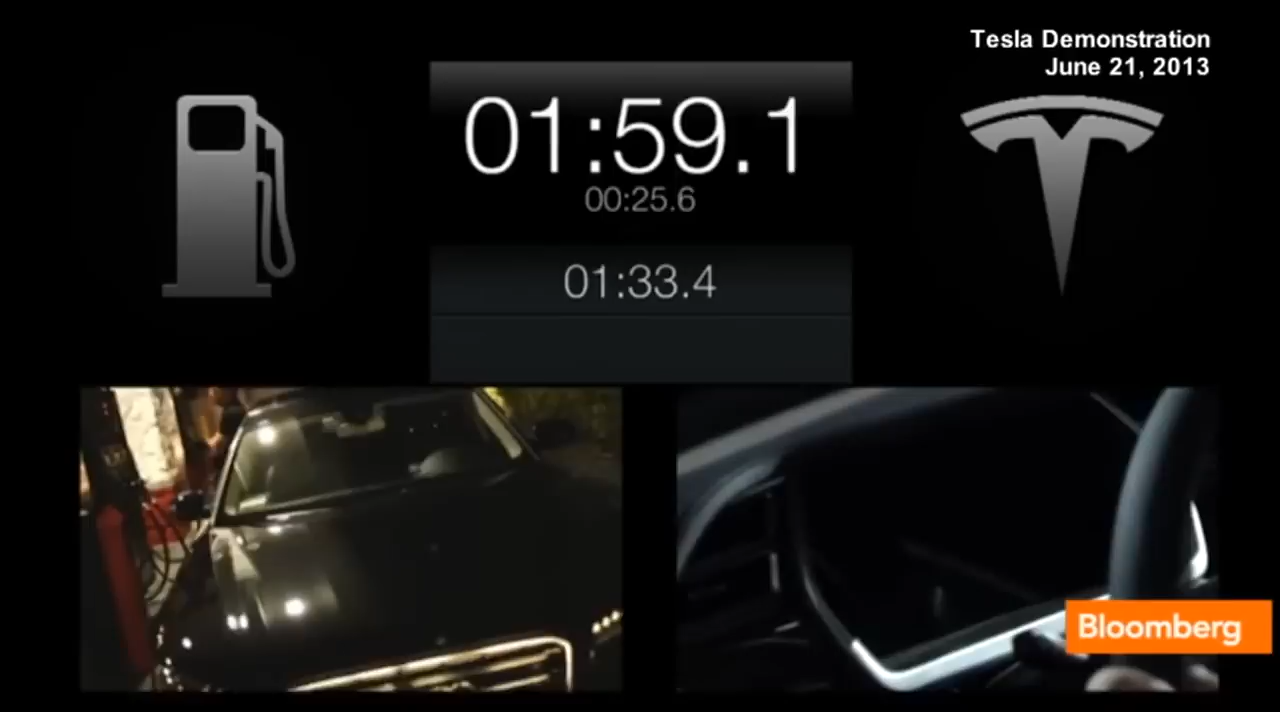 Tesla Demonstration
June 21, 2013
01:59.1
00:25.6
01:33.4
Bloomberg